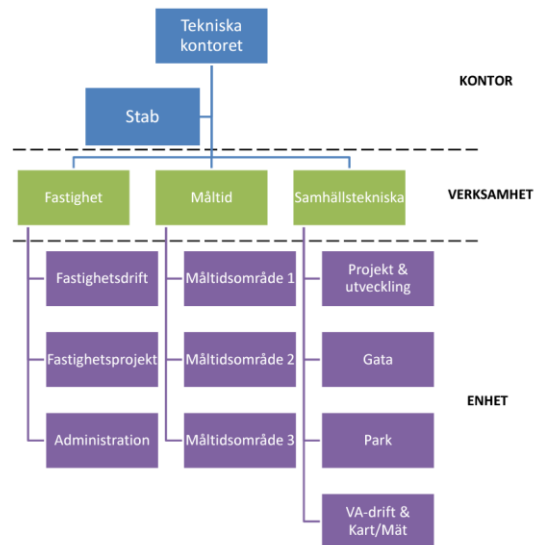 Tekniska
kontoret
KONTOR
Stab
Fastighet
Måltid
Samhällstekniska
VERKSAMHET
Fastighetsdrift
Måltidsområde 1
Projekt &
utveckling
Fastighetsprojekt
Måltidsområde 2
Gata
ENHET
Administration
Måltidsområde 3
Park
VA-drift &
Kart/Mät